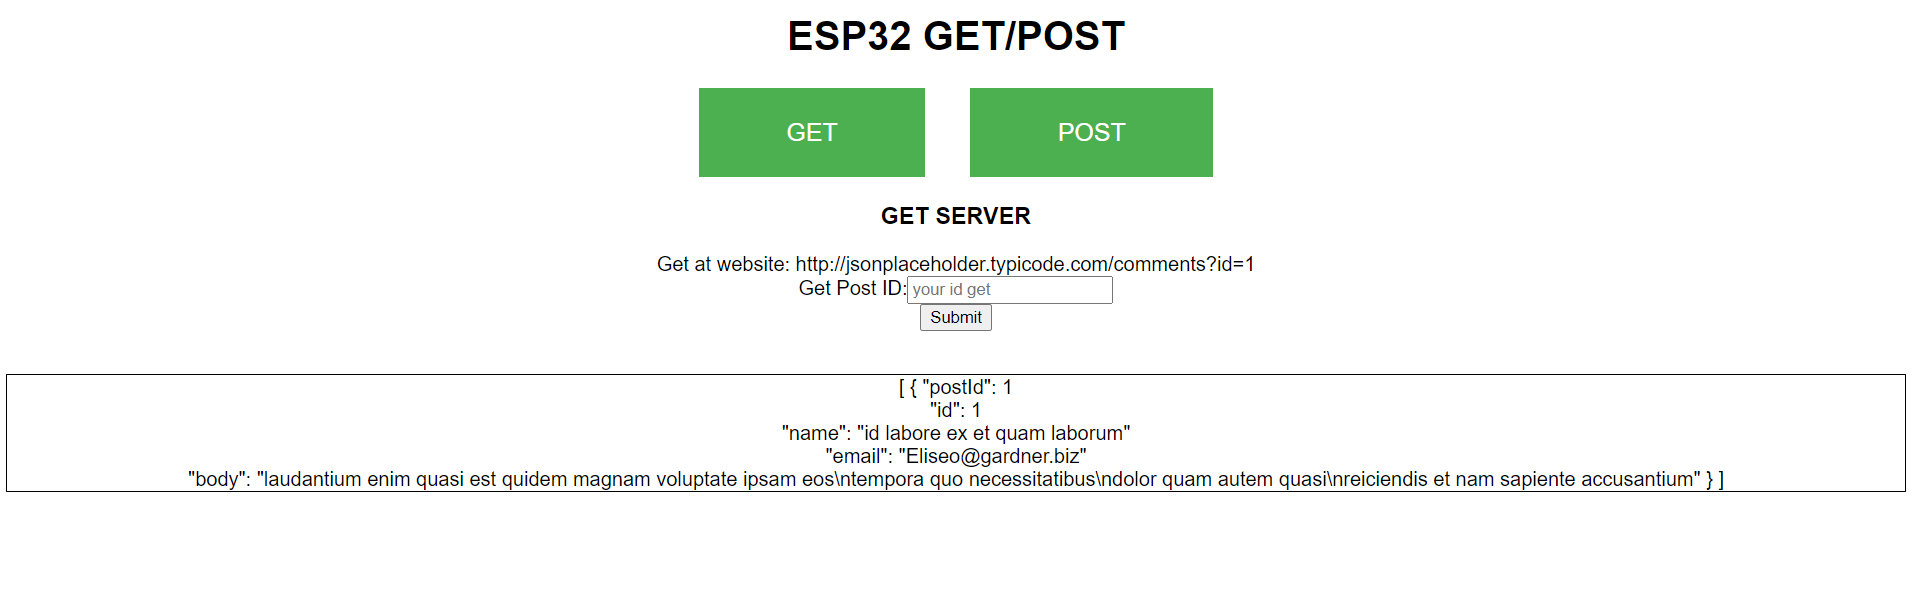 ESP32 GET/POST
GET POST
GET SERVER
Get at website: http://jsonplaceholder.typicode.com/comments?id=1
Get Post ID: your id get
Submit
[ { "postId": 1
"id": 1
"name": "id labore ex et quam laborum"
"email": "Eliseo@gardner.biz"
"body": "laudantium enim quasi est quidem magnam voluptate ipsam eos\ntempora quo necessitatibus\ndolor quam autem quasi\nreiciendis et nam sapiente accusantium" } ]